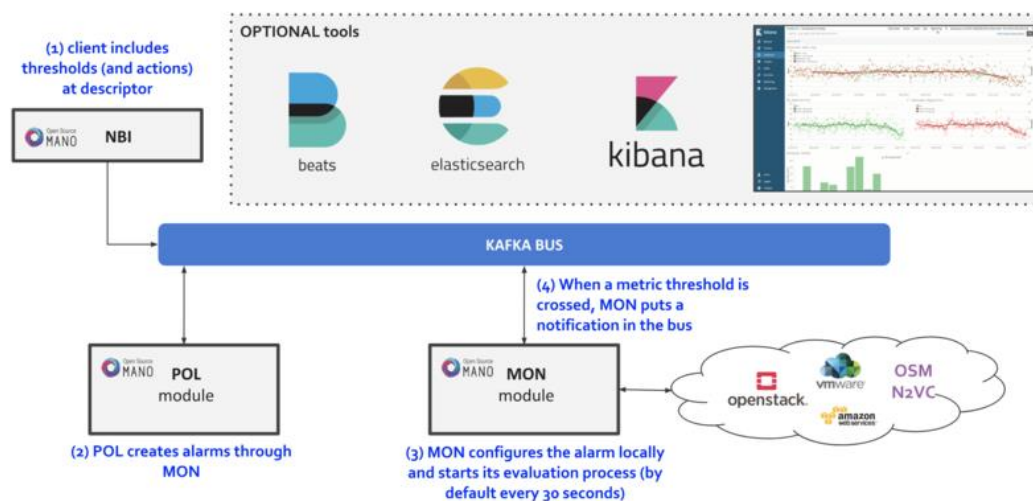 (1) client includes
thresholds (and actions)
at descriptor
OPTIONAL tools
beats
elasticsearch
kibana
kibana
Open Source
MANO
NBI
KAFKA BUS
(4) When a metric threshold is
crossed, MON puts a
notification in the bus
Open Source
MANO
POL
module
Open Source
MANO
MON
module
openstack.
vmware
amazon
webservices
OSM
N2VC
(2) POL creates alarms through
MON
(3) MON configures the alarm locally
and starts its evaluation process (by
default every 30 seconds)